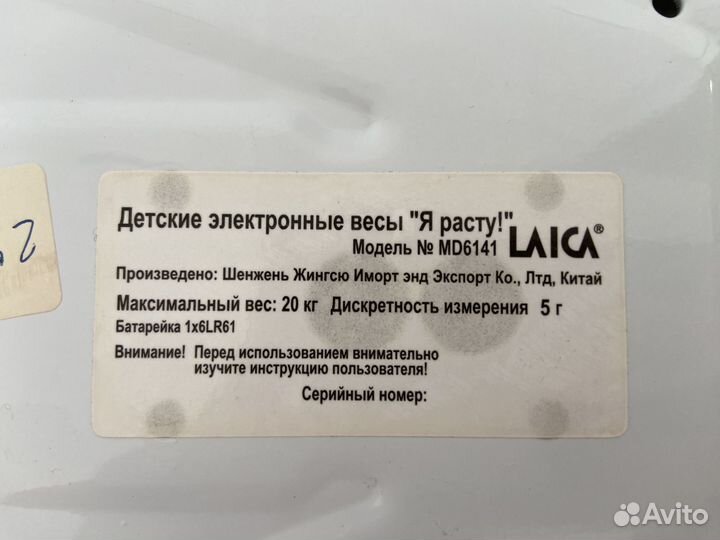 Детские электронные весы "Я расту!"
Модель № MD6141 LAICA®
Произведено: Шенжень Жингсю Иморт энд Экспорт Ко., Лтд, Китай
Максимальный вес: 20 кг Дискретность измерения 5 г
Батарейка 1x6LR61
Внимание! Перед использованием внимательно
изучите инструкцию пользователя!
Серийный номер:
Avito